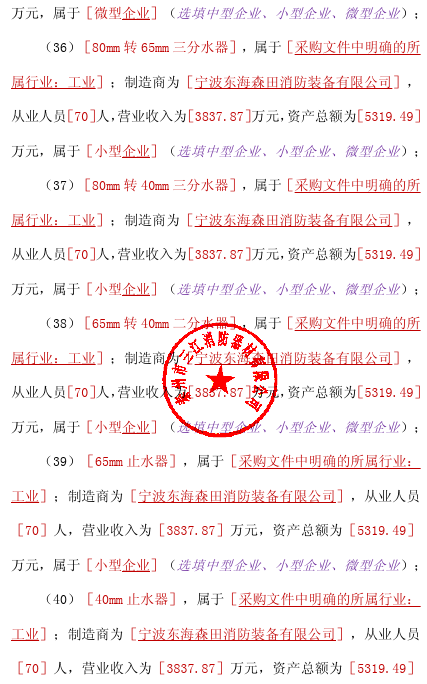 万元，属于［微型企业］（选填中型企业、小型企业、微型企业）；
（36）［80mm 转 65mm 三分水器］，属于［采购文件中明确的所
属行业：工业］；制造商为［宁波东海森田消防装备有限公司］，
从业人员[70]人，营业收入为[3837.87]万元，资产总额为[5319.49]
万元，属于［小型企业］（选填中型企业、小型企业、微型企业）；
（37）［80mm 转 40mm 三分水器］，属于［采购文件中明确的所
属行业：工业］；制造商为［宁波东海森田消防装备有限公司］，
从业人员[70]人，营业收入为[3837.87]万元，资产总额为[5319.49]
万元，属于［小型企业］（选填中型企业、小型企业、微型企业）；
（38）［65mm 转 40mm 二分水器］，属于［采购文件中明确的所
属行业：工业］；制造商为［宁波东海森田消防装备有限公司］，
从业人员[70]人，营业收入为[3837.87]万元，资产总额为[5319.49]
万元，属于［小型企业］（选填中型企业、小型企业、微型企业）；
州市三江消防器材有限公司
（39）［65mm 止水器］，属于［采购文件中明确的所属行业：
工业］；制造商为［宁波东海森田消防装备有限公司］，从业人员
［70］人，营业收入为［3837.87］万元，资产总额为［5319.49］
万元，属于［小型企业］（选填中型企业、小型企业、微型企业）；
（40）［40mm 止水器］，属于［采购文件中明确的所属行业：
工业］；制造商为［宁波东海森田消防装备有限公司］，从业人员
［70］人，营业收入为［3837.87］万元，资产总额为［5319.49］